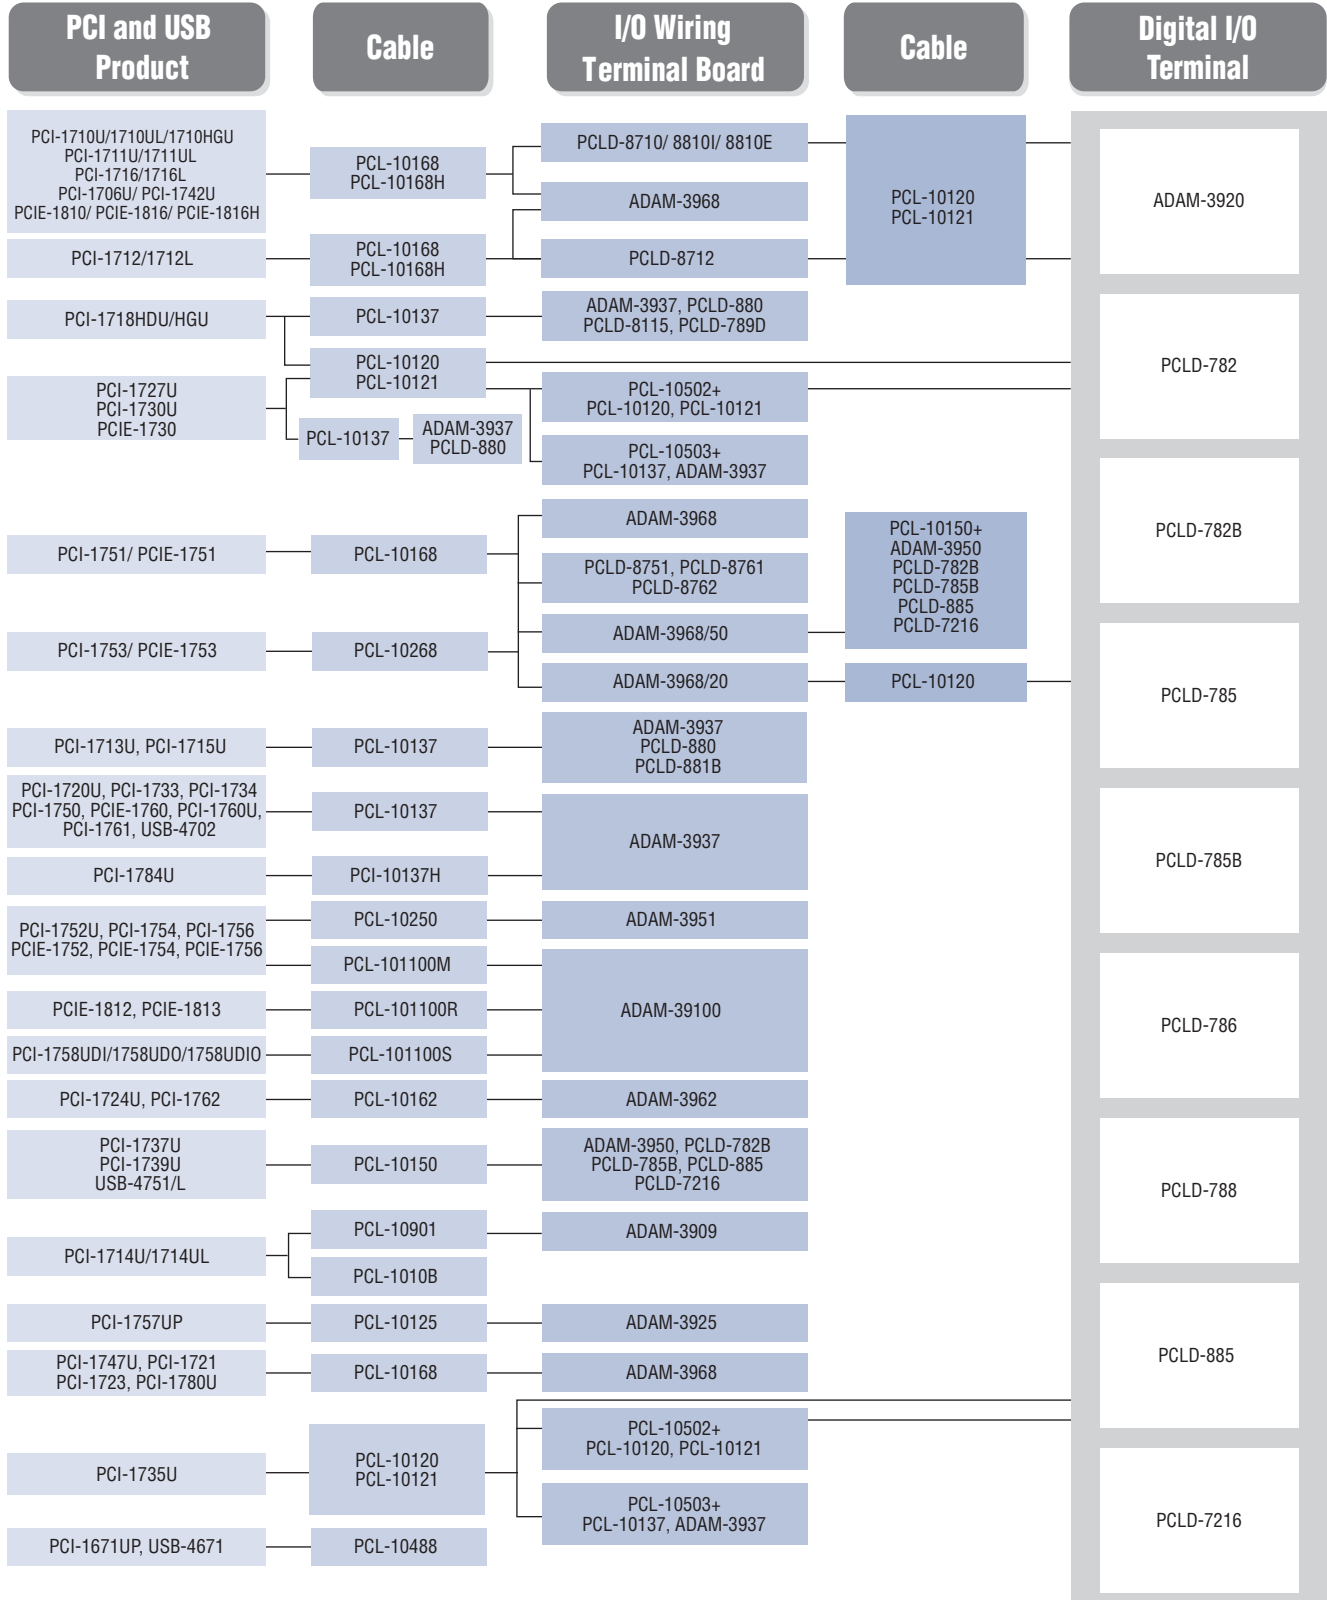 PCI and USB
Product
Cable
I/O Wiring
Terminal Board
Cable
Digital I/O
Terminal
PCI-1710U/1710UL/1710HGU
PCI-1711U/1711UL
PCI-1716/1716L
PCI-1706U/ PCI-1742U
PCIE-1810/ PCIE-1816/ PCIE-1816H
PCL-10168
PCL-10168H
PCLD-8710/ 8810I/ 8810E
ADAM-3968
PCL-10120
PCL-10121
PCI-1712/1712L
PCL-10168
PCL-10168H
PCLD-8712
PCI-1718HDU/HGU
PCL-10137
ADAM-3937, PCLD-880
PCLD-8115, PCLD-789D
PCL-10120
PCL-10121
PCI-1727U
PCI-1730U
PCIE-1730
PCL-10137
ADAM-3937
PCLD-880
PCL-10502+
PCL-10120, PCL-10121
PCL-10503+
PCL-10137, ADAM-3937
PCI-1751/ PCIE-1751
PCL-10168
ADAM-3968
PCLD-8751, PCLD-8761
PCLD-8762
PCL-10150+
ADAM-3950
PCLD-782B
PCLD-785B
PCLD-885
PCLD-7216
PCI-1753/ PCIE-1753
PCL-10268
ADAM-3968/50
ADAM-3968/20
PCL-10120
PCI-1713U, PCI-1715U
PCL-10137
ADAM-3937
PCLD-880
PCLD-881B
PCI-1720U, PCI-1733, PCI-1734
PCI-1750, PCIE-1760, PCI-1760U,
PCI-1761, USB-4702
PCL-10137
ADAM-3937
PCI-1784U
PCI-10137H
PCI-1752U, PCI-1754, PCI-1756
PCIE-1752, PCIE-1754, PCIE-1756
PCL-10250
ADAM-3951
PCL-101100M
ADAM-39100
PCIE-1812, PCIE-1813
PCL-101100R
PCI-1758UDI/1758UDO/1758UDIO
PCL-101100S
PCI-1724U, PCI-1762
PCL-10162
ADAM-3962
PCI-1737U
PCI-1739U
USB-4751/L
PCL-10150
ADAM-3950, PCLD-782B
PCLD-785B, PCLD-885
PCLD-7216
PCI-1714U/1714UL
PCL-10901
ADAM-3909
PCL-1010B
PCI-1757UP
PCL-10125
ADAM-3925
PCI-1747U, PCI-1721
PCI-1723, PCI-1780U
PCL-10168
ADAM-3968
PCI-1735U
PCL-10120
PCL-10121
PCL-10502+
PCL-10120, PCL-10121
PCL-10503+
PCL-10137, ADAM-3937
PCI-1671UP, USB-4671
PCL-10488
ADAM-3920
PCLD-782
PCLD-782B
PCLD-785
PCLD-785B
PCLD-786
PCLD-788
PCLD-885
PCLD-7216